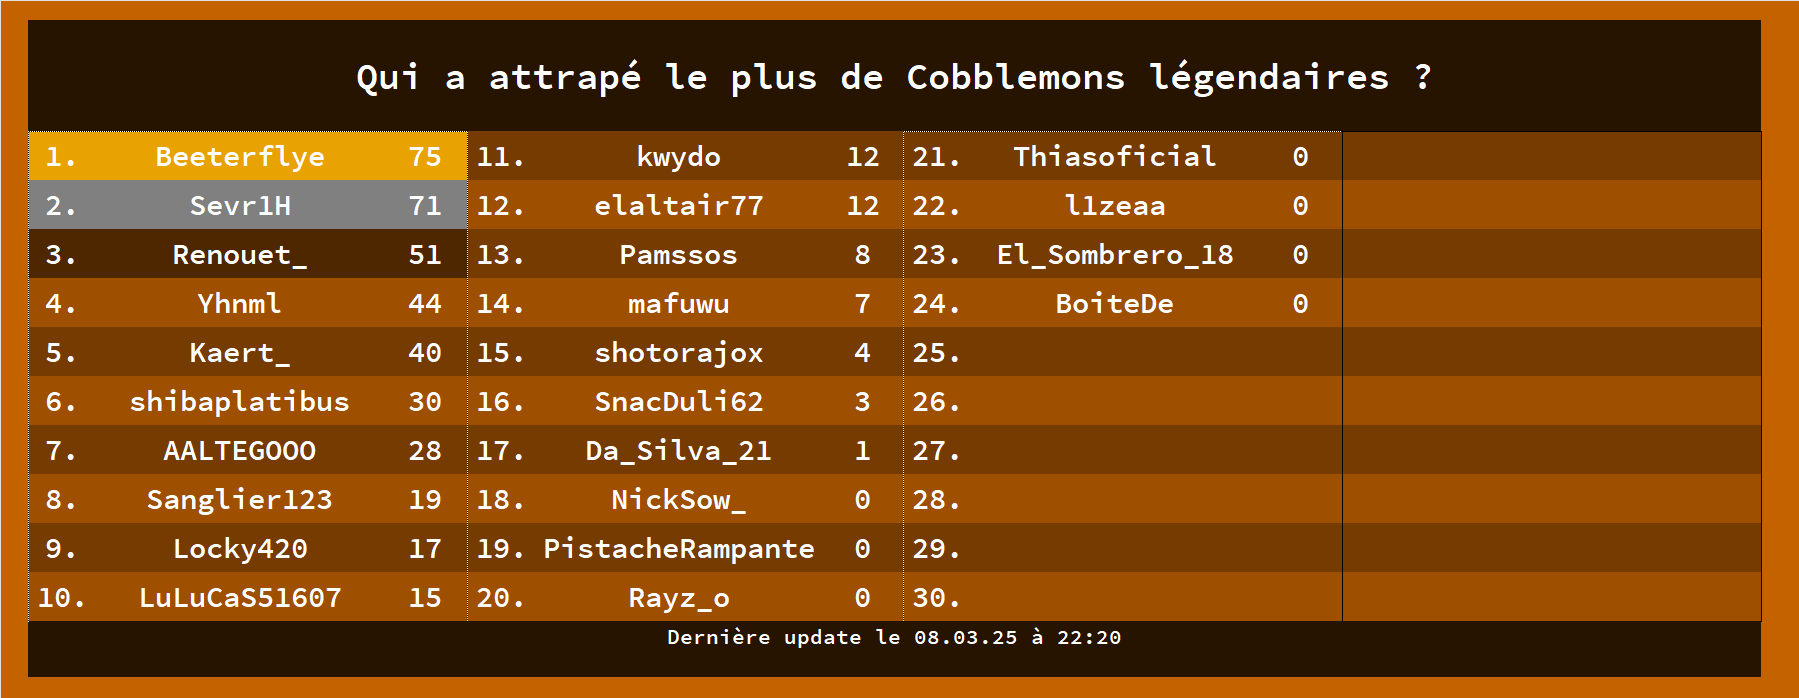 Qui a attrapé le plus de Cobblemons légendaires ?
1. Beeterflye 75
2. Sevr1H 71
3. Renouet_ 51
4. Yhnml 44
5. Kaert_ 40
6. shibaplatibus 30
7. AALTEGOOO 28
8. Sanglier123 19
9. Locky420 17
10. LuLuCaS51607 15
11. kwydo 12
12. elaltair77 12
13. Pamssos 8
14. mafuwu 7
15. shotorajox 4
16. SnacDuli62 3
17. Da_Silva_21 1
18. NickSow_ 0
19. PistacheRampante 0
20. Rayz_o 0
21. Thiasoficial 0
22. l1zeaa 0
23. El_Sombrero_18 0
24. BoiteDe 0
25.
26.
27.
28.
29.
30.
Dernière update le 08.03.25 à 22:20